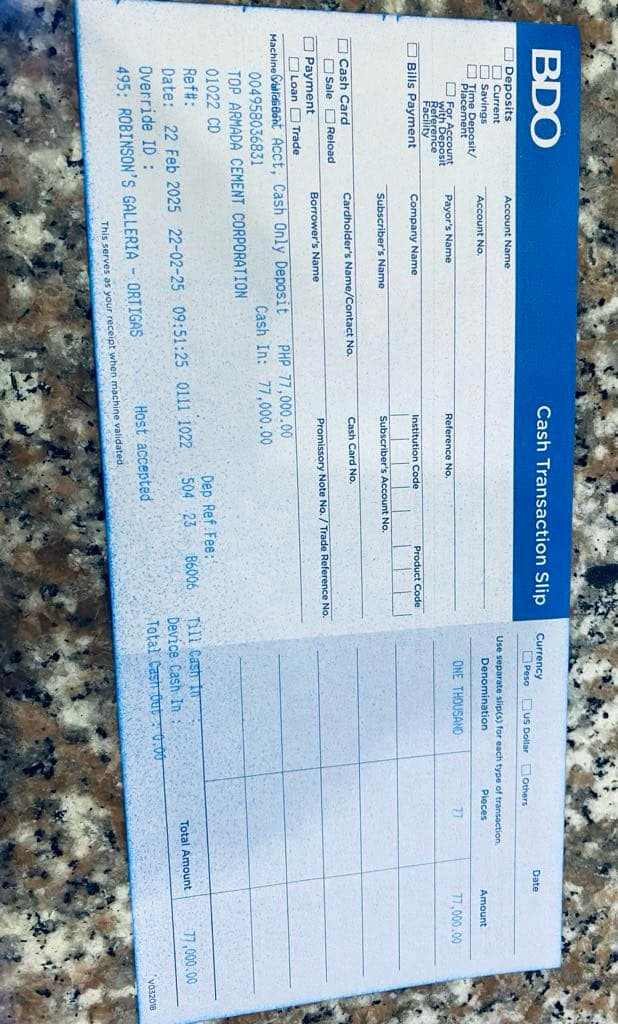 BDO
Cash Transaction Slip
Currency
Peso
US Dollar
Others
Date
Use separate slip(s) for each type of transaction.
Denomination
Pieces
Amount
ONE THOUSAND
77
77,000.00
Total Amount
77,000.00
Deposits
Current
Savings
Time Deposit/
Placement
For Account
with Deposit
Reference
Facility
Account Name
Account No.
Payor's Name
Reference No.
Bills Payment
Company Name
Institution Code
Product Code
Subscriber's Name
Subscriber's Account No.
Cash Card
Sale
Reload
Cardholder's Name/Contact No.
Cash Card No.
Payment
Loan
Trade
Borrower's Name
Promissory Note No. / Trade Reference No.
Machine Validation
Acct, Cash Only Deposit PHP 77,000.00
004958036831 Cash In: 77,000.00
TOP ARMADA CEMENT CORPORATION
01022 CD Dep Ref Fee:
Ref#: Till Cash In :
Date: 22 Feb 2025 22-02-25 09:51:25 0111 1022 504 23 86006 Device Cash In :
Override ID : Total Cash Out : 0.00
495: ROBINSON'S GALLERIA - ORTIGAS Host accepted
This serves as your receipt when machine validated.
V032018